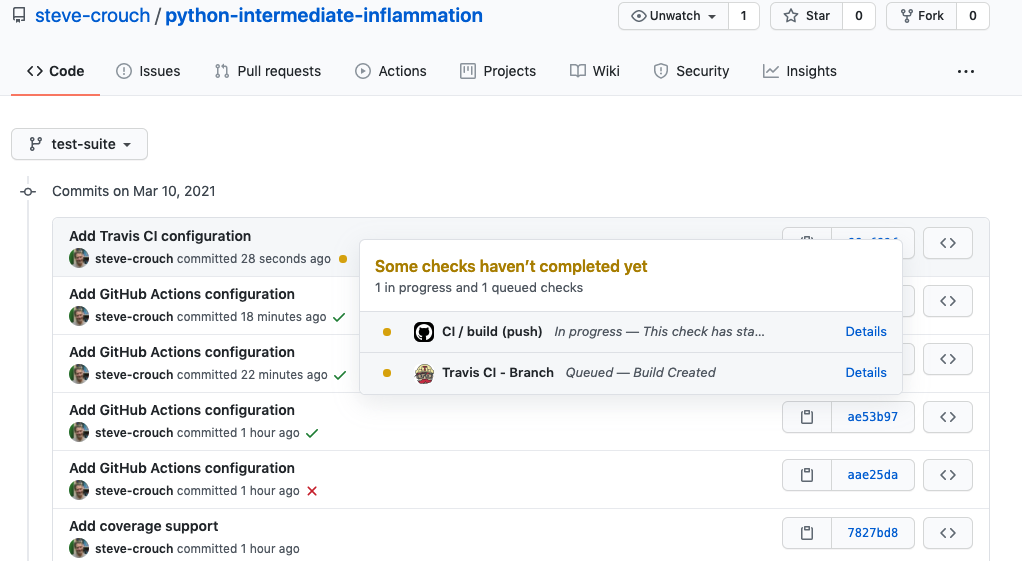 steve-crouch / python-intermediate-inflammation
Unwatch 1 Star 0 Fork 0
Code Issues Pull requests Actions Projects Wiki Security Insights
test-suite
Commits on Mar 10, 2021
Add Travis CI configuration
steve-crouch committed 28 seconds ago
Some checks haven’t completed yet
1 in progress and 1 queued checks
CI / build (push) In progress — This check has sta… Details
Travis CI - Branch Queued — Build Created Details
Add GitHub Actions configuration
steve-crouch committed 18 minutes ago
Add GitHub Actions configuration
steve-crouch committed 22 minutes ago
Add GitHub Actions configuration
steve-crouch committed 1 hour ago
ae53b97
Add GitHub Actions configuration
steve-crouch committed 1 hour ago
aae25da
Add coverage support
steve-crouch committed 1 hour ago
7827bd8